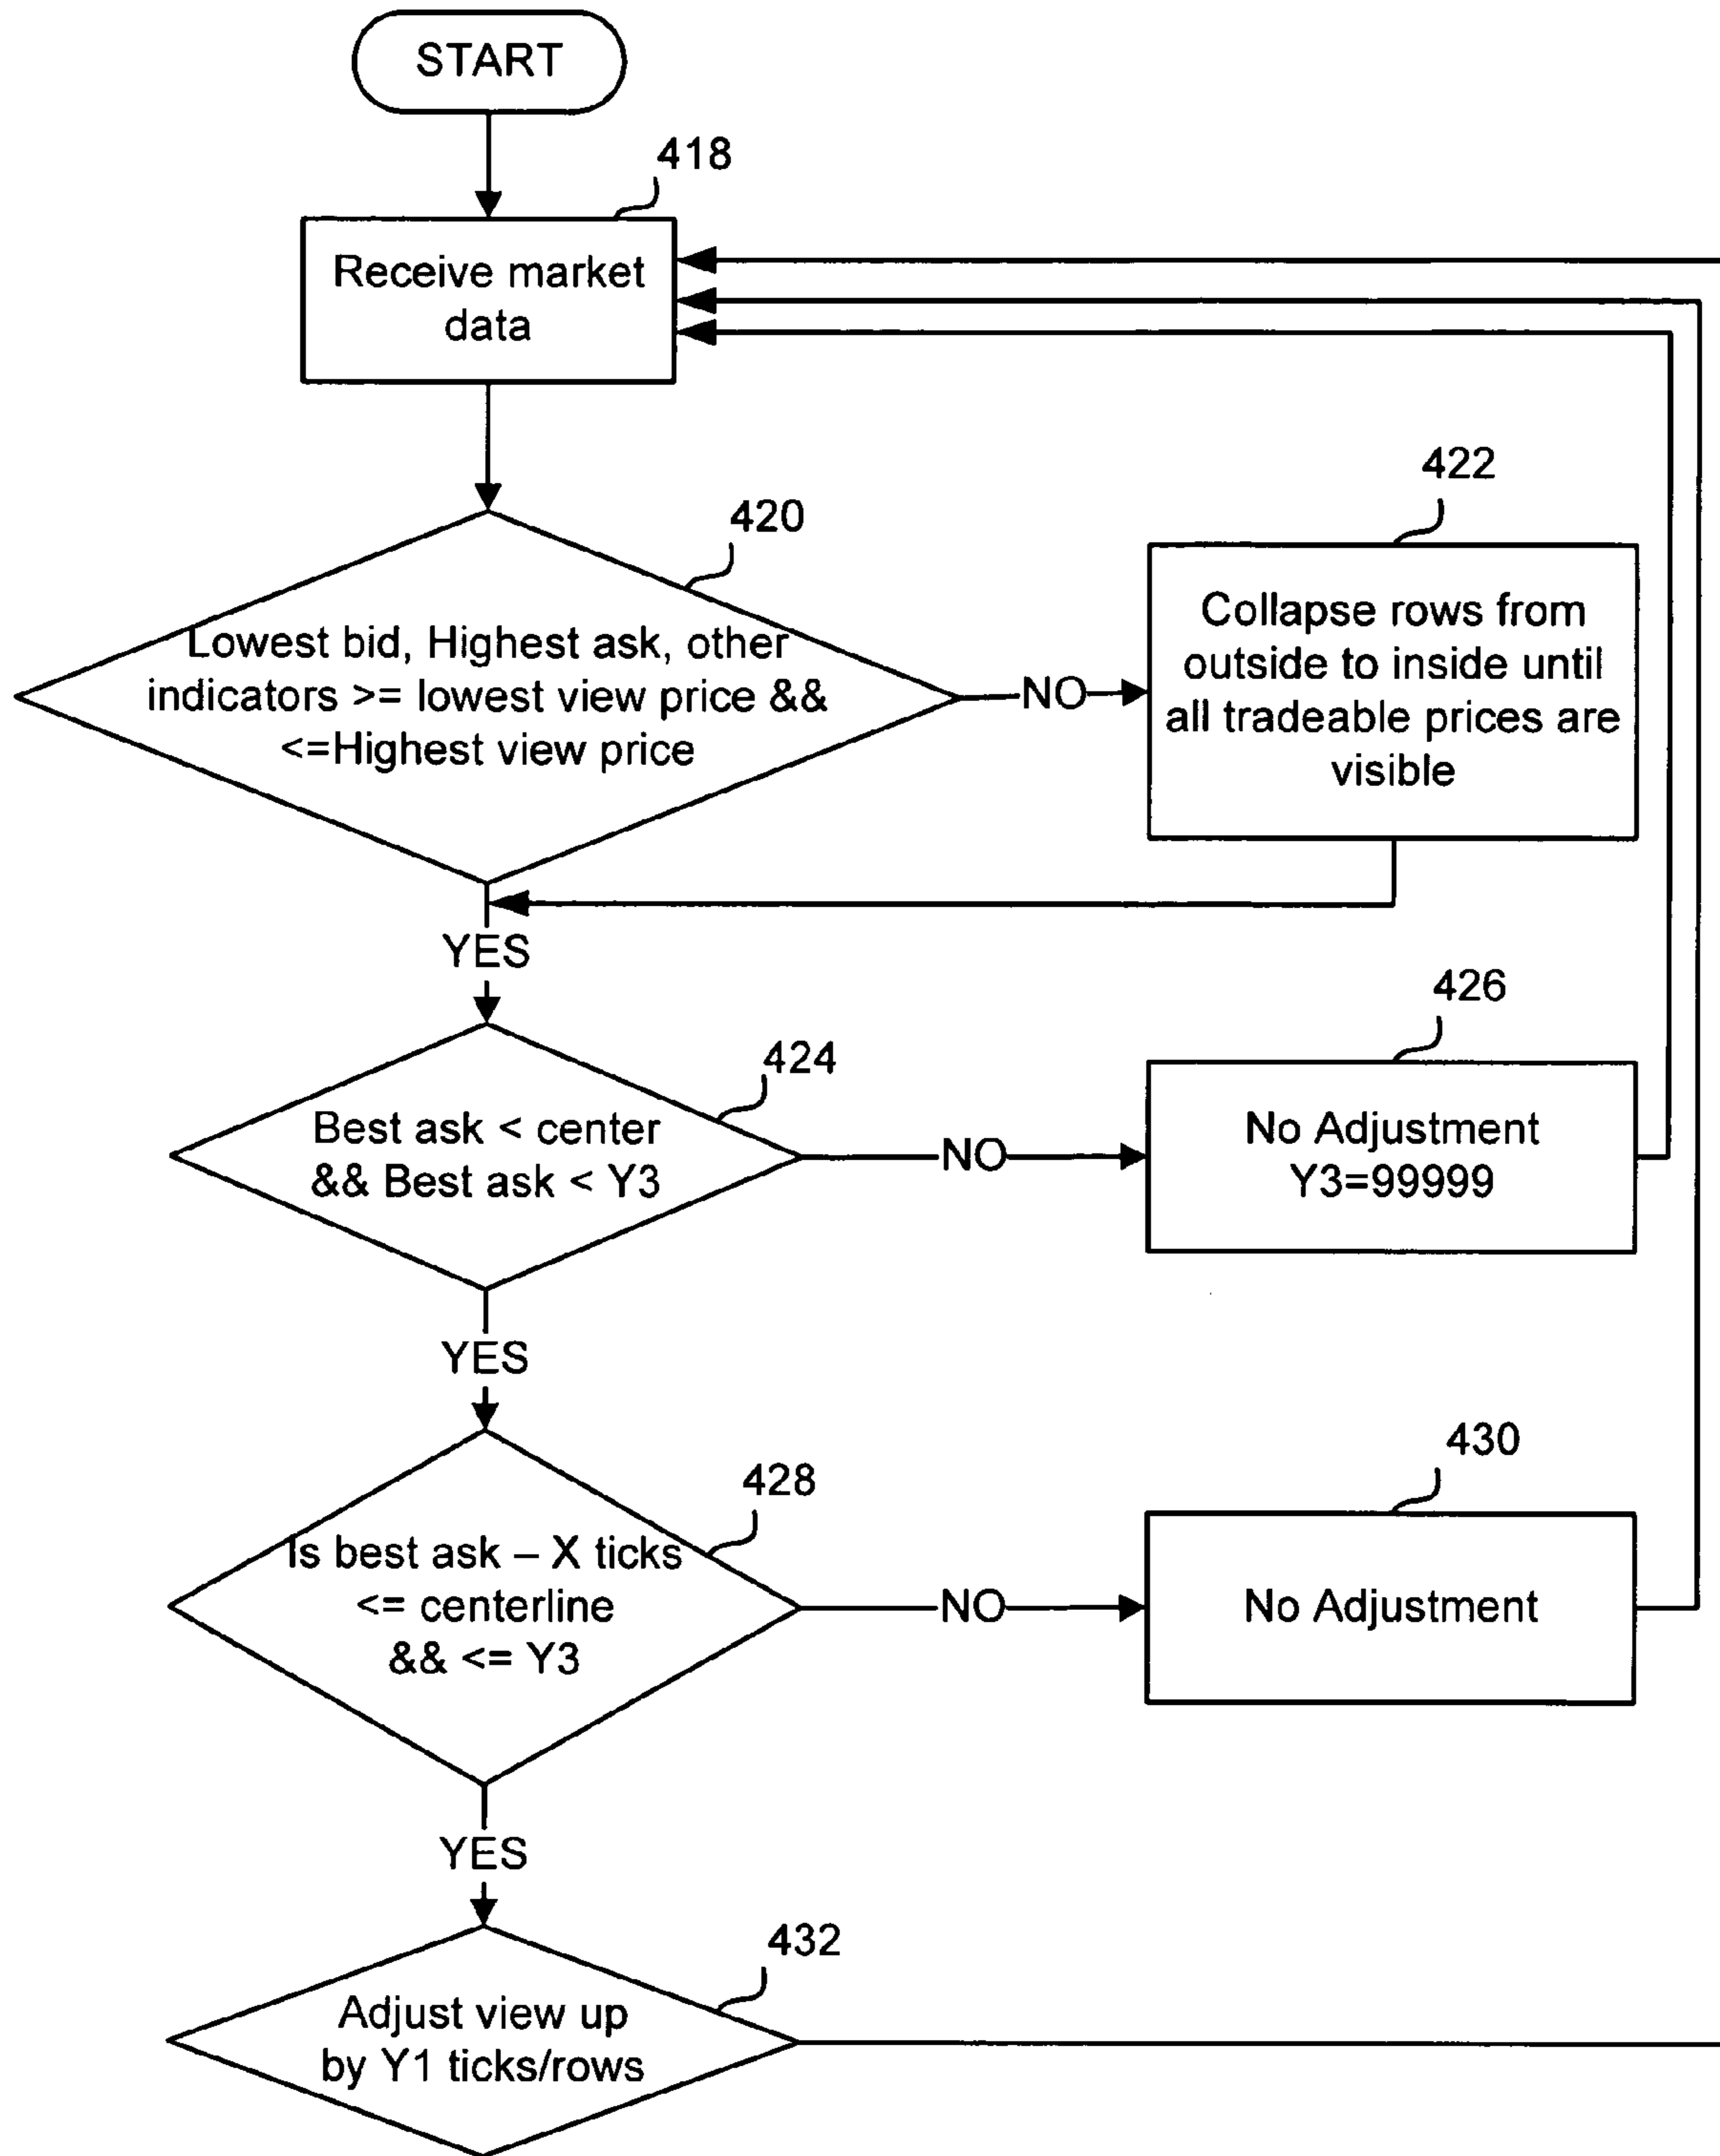 START
418
Receive market
data
420
Lowest bid, Highest ask, other
indicators >= lowest view price &&
<=Highest view price
NO
422
Collapse rows from
outside to inside until
all tradeable prices are
visible
YES
424
Best ask < center
&& Best ask < Y3
NO
426
No Adjustment
Y3=99999
YES
428
Is best ask – X ticks
<= centerline
&& <= Y3
NO
430
No Adjustment
YES
432
Adjust view up
by Y1 ticks/rows